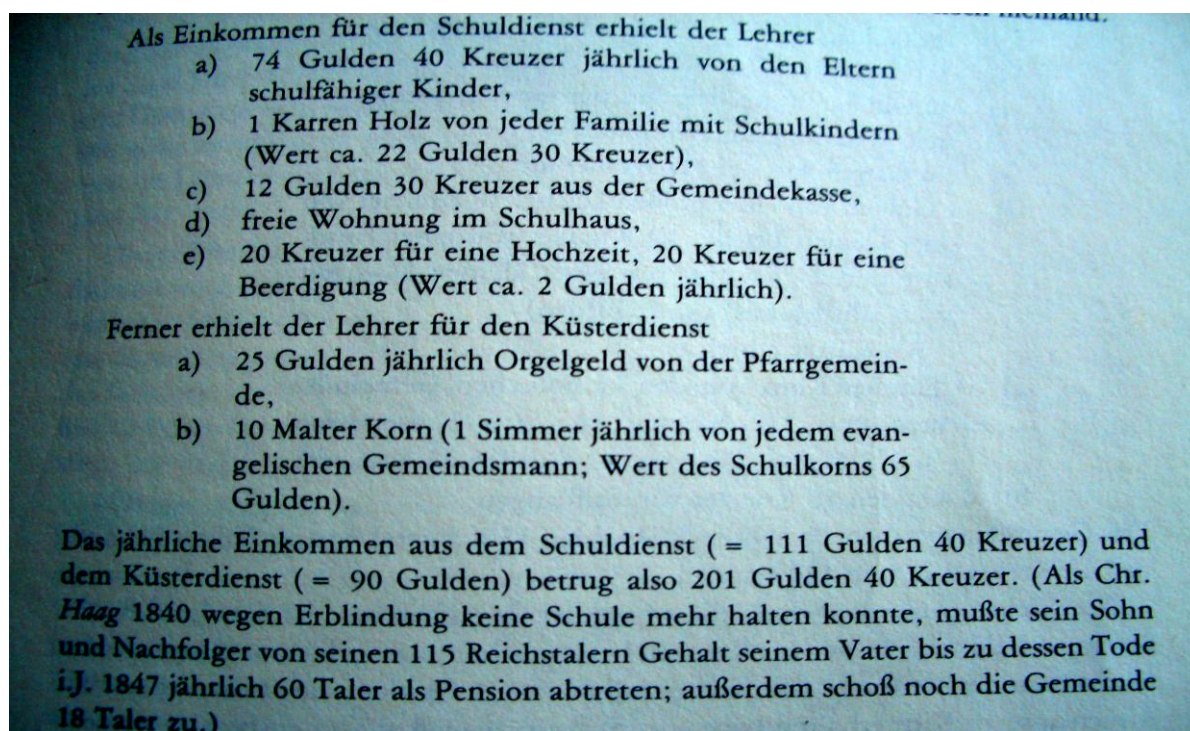 niemand.
Als Einkommen für den Schuldienst erhielt der Lehrer
a) 74 Gulden 40 Kreuzer jährlich von den Eltern
schulfähiger Kinder,
b) 1 Karren Holz von jeder Familie mit Schulkindern
(Wert ca. 22 Gulden 30 Kreuzer),
c) 12 Gulden 30 Kreuzer aus der Gemeindekasse,
d) freie Wohnung im Schulhaus,
e) 20 Kreuzer für eine Hochzeit, 20 Kreuzer für eine
Beerdigung (Wert ca. 2 Gulden jährlich).
Ferner erhielt der Lehrer für den Küsterdienst
a) 25 Gulden jährlich Orgelgeld von der Pfarrgemein-
de,
b) 10 Malter Korn (1 Simmer jährlich von jedem evan-
gelischen Gemeindsmann; Wert des Schulkorns 65
Gulden).
Das jährliche Einkommen aus dem Schuldienst ( = 111 Gulden 40 Kreuzer) und
dem Küsterdienst ( = 90 Gulden) betrug also 201 Gulden 40 Kreuzer. (Als Chr.
Haag 1840 wegen Erblindung keine Schule mehr halten konnte, mußte sein Sohn
und Nachfolger von seinen 115 Reichstalern Gehalt seinem Vater bis zu dessen Tode
i.J. 1847 jährlich 60 Taler als Pension abtreten; außerdem schoß noch die Gemeinde
18 Taler zu.)